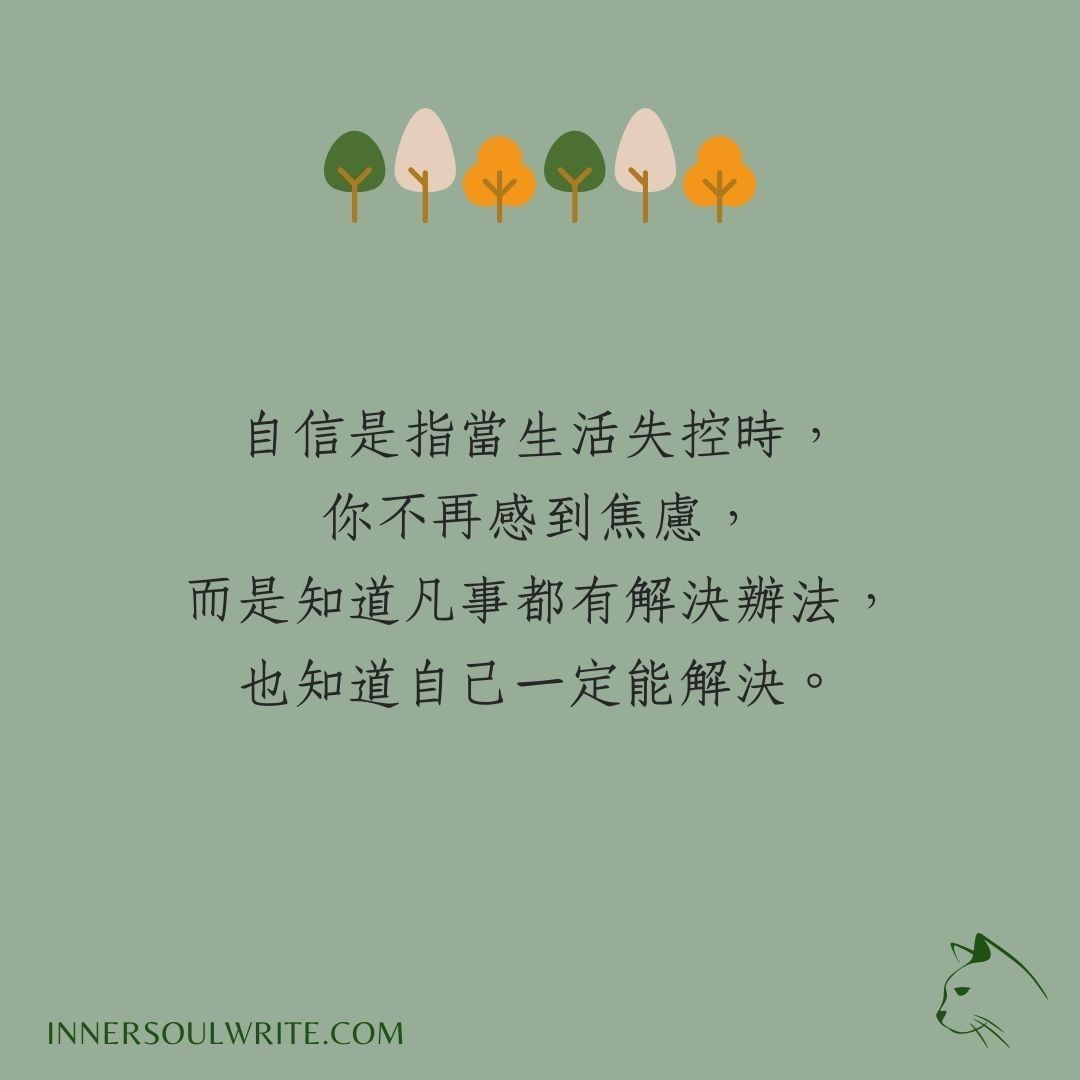 自信是指當生活失控時，
你不再感到焦慮，
而是知道凡事都有解決辦法，
也知道自己一定能解決。
INNERSOULWRITE.COM